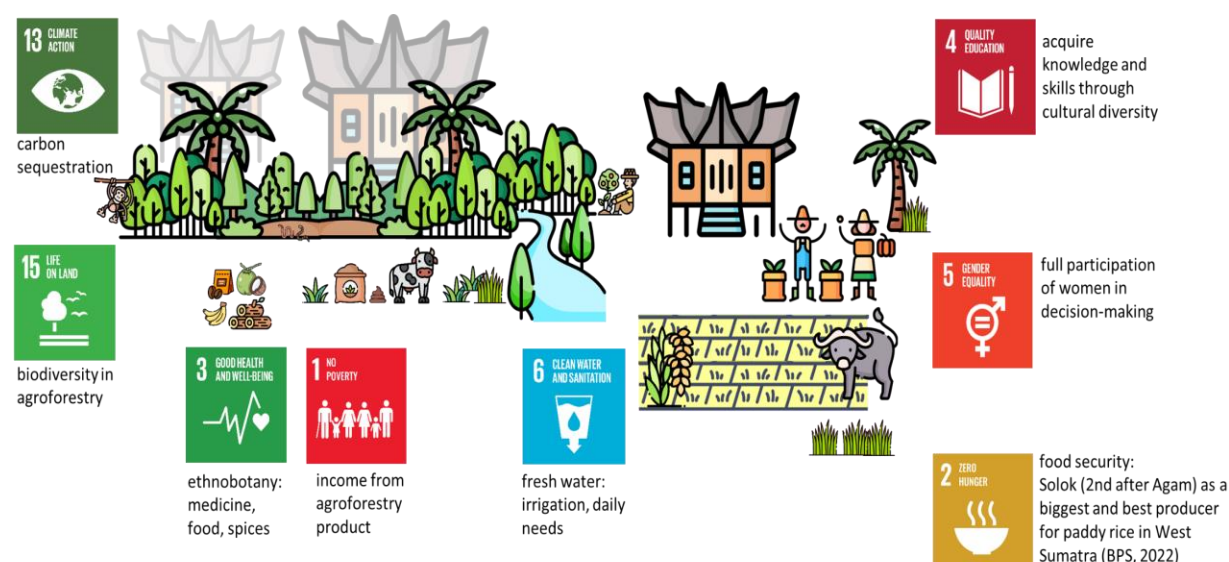 13 CLIMATE
ACTION
carbon
sequestration
4 QUALITY
EDUCATION
acquire
knowledge and
skills through
cultural diversity
15 LIFE
ON LAND
biodiversity in
agroforestry
5 GENDER
EQUALITY
full participation
of women in
decision-making
3 GOOD HEALTH
AND WELL-BEING
ethnobotany:
medicine,
food, spices
1 NO
POVERTY
income from
agroforestry
product
6 CLEAN WATER
AND SANITATION
fresh water:
irrigation, daily
needs
2 ZERO
HUNGER
food security:
Solok (2nd after Agam) as a
biggest and best producer
for paddy rice in West
Sumatra (BPS, 2022)